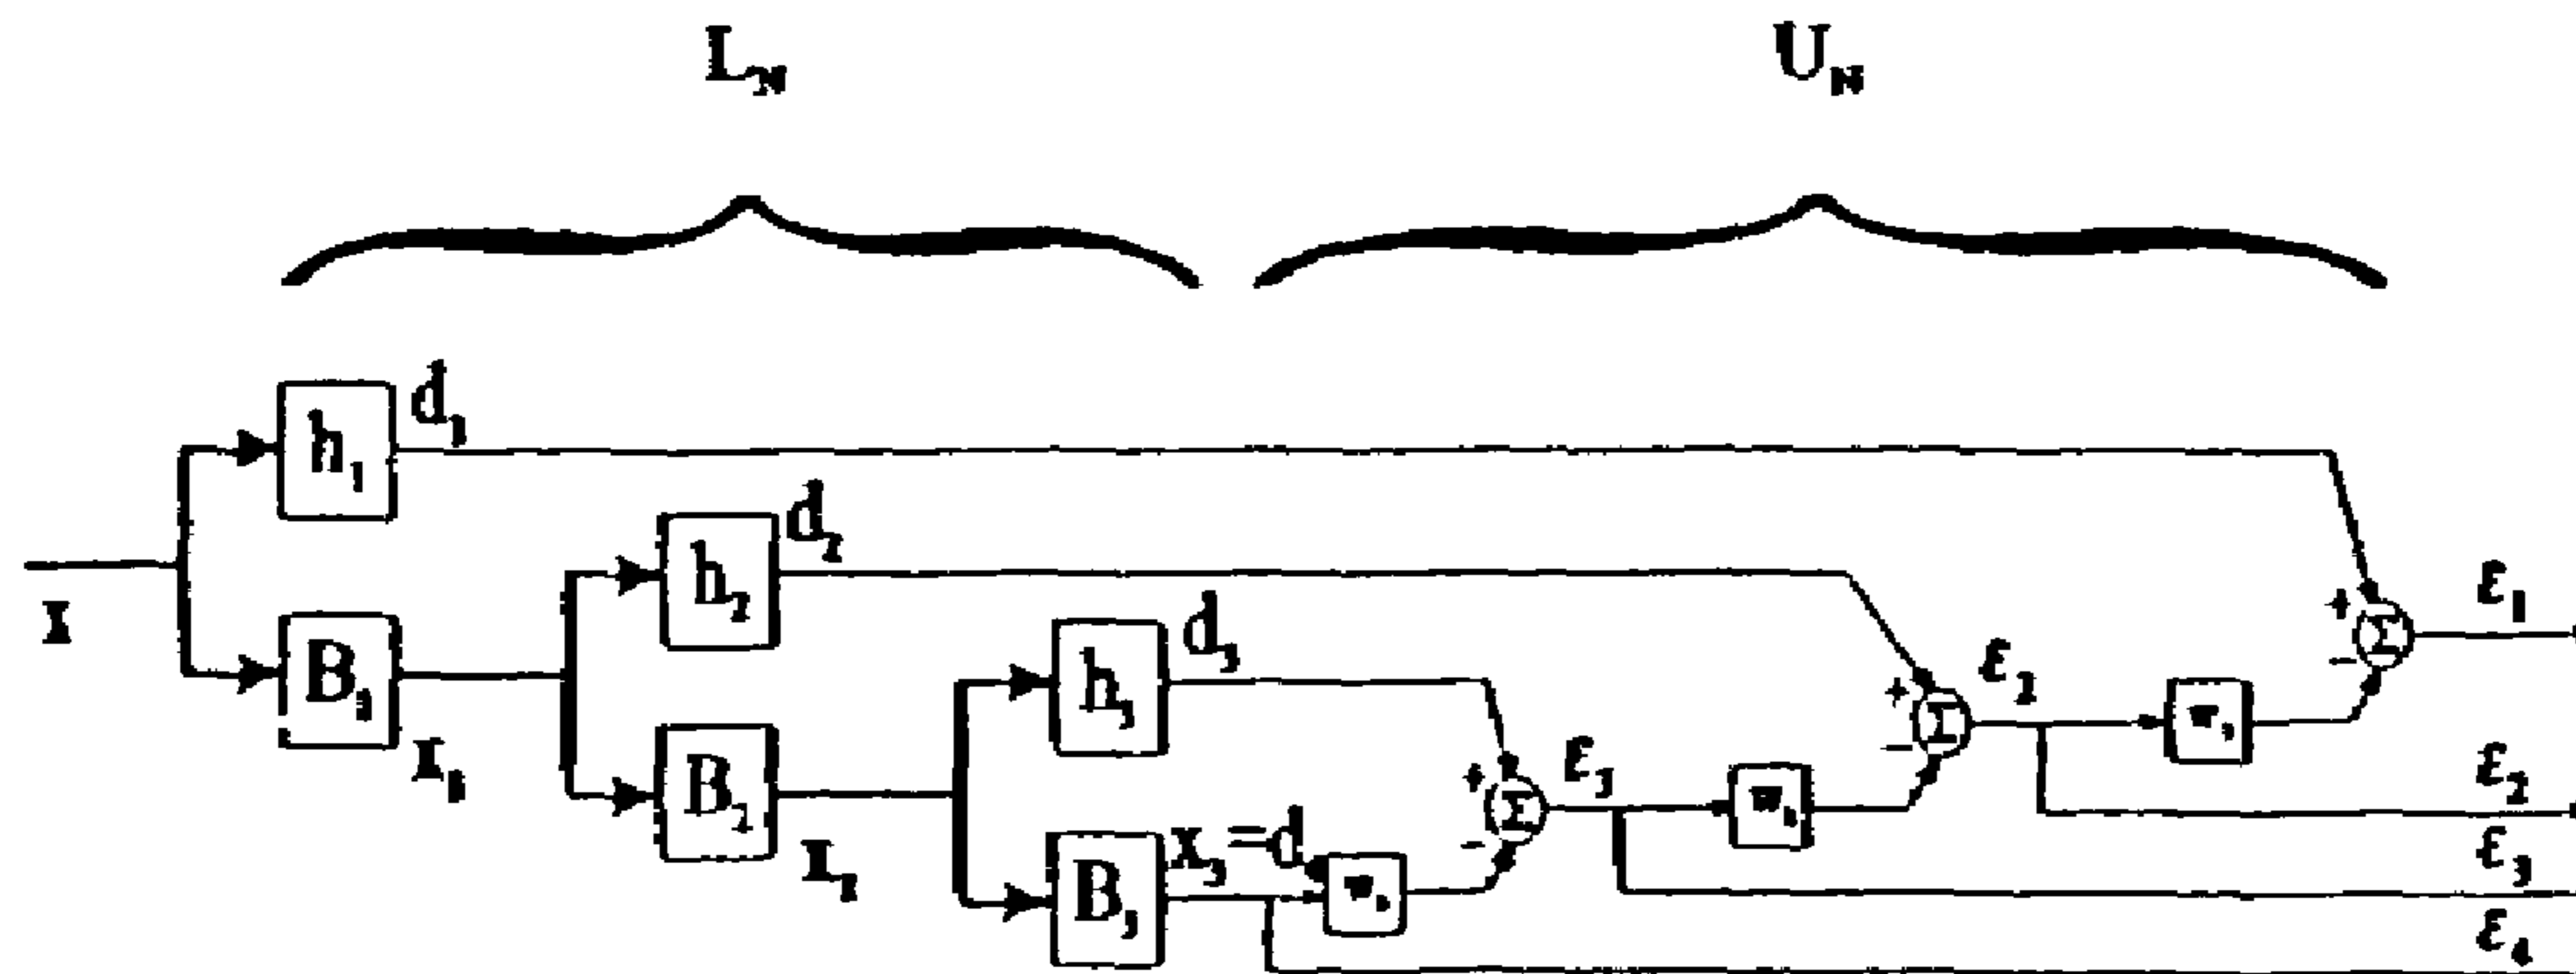 L_N U_N
h_1 d_1
h_2 d_2
x
+ Σ ε_1
-
B_1 x_1
h_3 d_3
+ Σ ε_2
- w
B_2 x_2
+ Σ ε_3
- w
ε_2
B_3 x_3=d
w
ε_3
ε_4